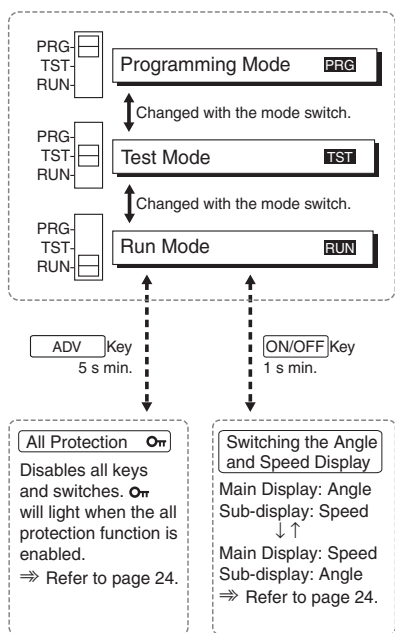 PRG
TST
RUN
Programming Mode PRG
Changed with the mode switch.
PRG
TST
RUN
Test Mode TST
Changed with the mode switch.
PRG
TST
RUN
Run Mode RUN
ADV Key
5 s min.
ON/OFF Key
1 s min.
All Protection
Disables all keys
and switches.
will light when the all
protection function is
enabled.
⇒ Refer to page 24.
Switching the Angle
and Speed Display
Main Display: Angle
Sub-display: Speed
↓↑
Main Display: Speed
Sub-display: Angle
⇒ Refer to page 24.